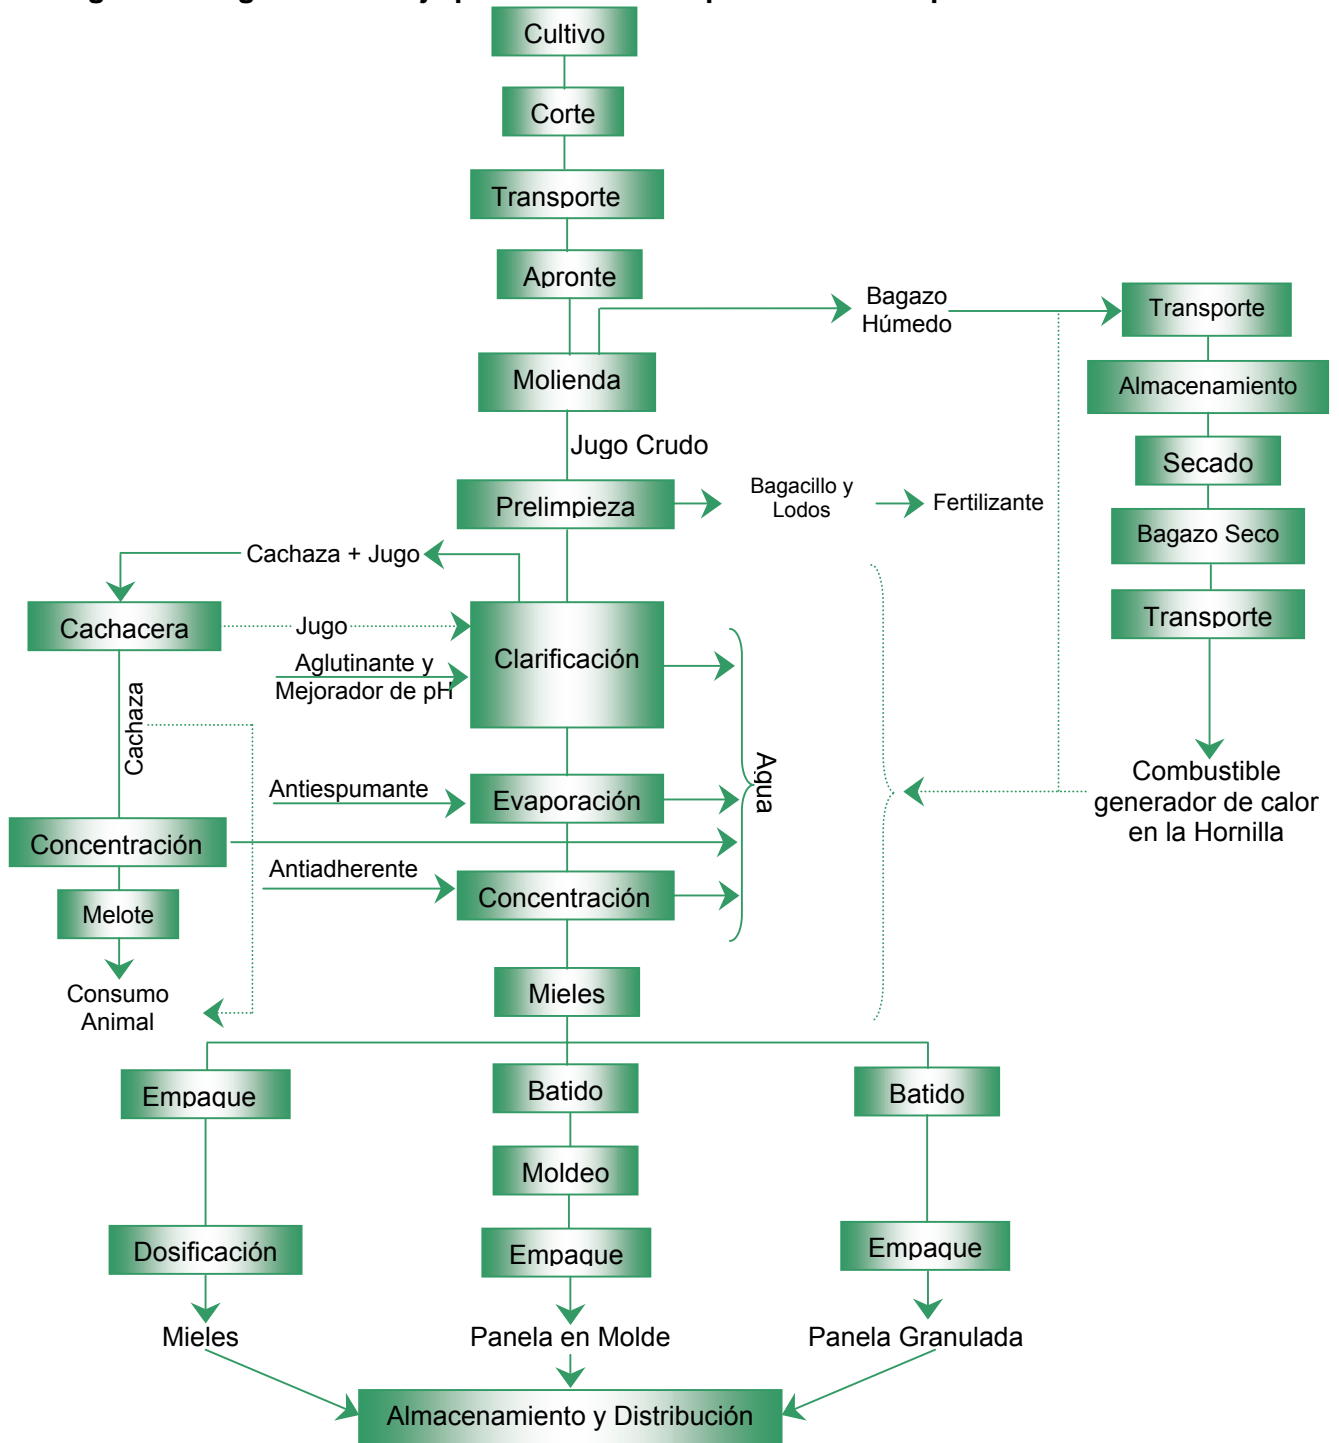 Cultivo
Corte
Transporte
Apronte
Bagazo
Húmedo
Transporte
Molienda
Almacenamiento
Jugo Crudo
Secado
Prelimpieza
Bagacillo y
Lodos
Fertilizante
Bagazo Seco
Cachaza + Jugo
Cachacera
Jugo
Transporte
Clarificación
Aglutinante y
Mejorador de pH
Cachaza
Agua
Antiespumante
Evaporación
Combustible
generador de calor
en la Hornilla
Concentración
Antiadherente
Concentración
Melote
Consumo
Animal
Mieles
Empaque
Batido
Batido
Moldeo
Dosificación
Empaque
Empaque
Mieles
Panela en Molde
Panela Granulada
Almacenamiento y Distribución